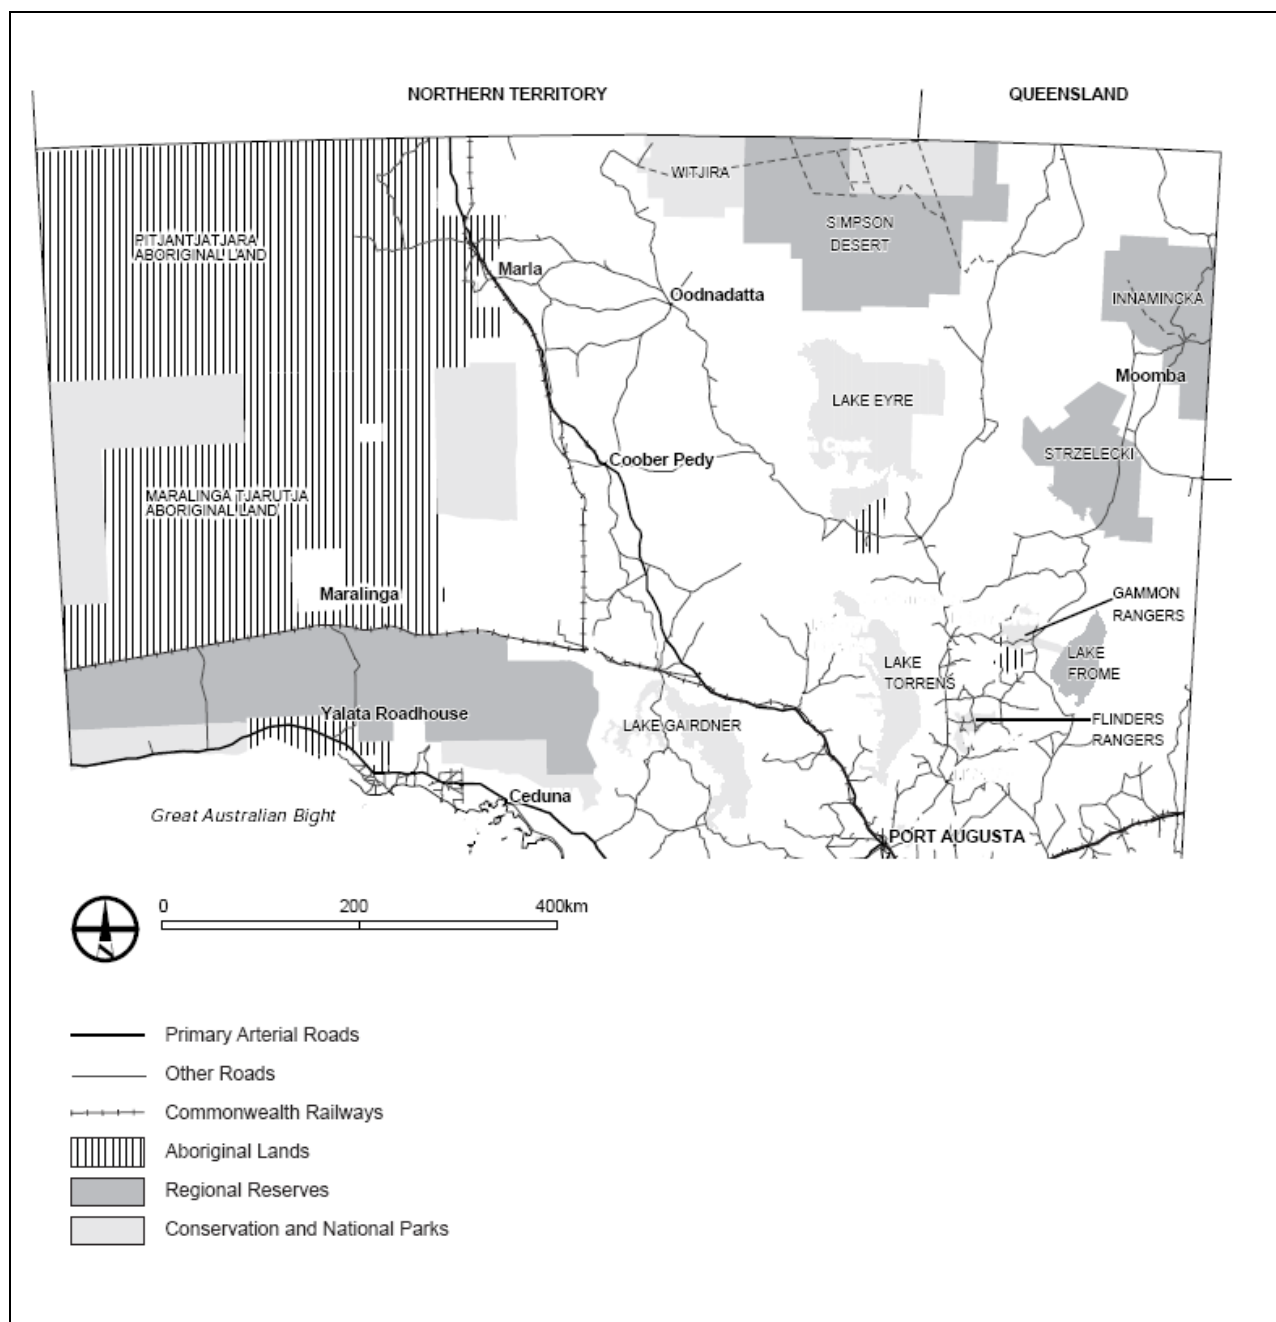 NORTHERN TERRITORY
QUEENSLAND
WITJIRA
SIMPSON
DESERT
PITJANTJATJARA
ABORIGINAL LAND
Marla
Oodnadatta
INNAMINCKA
Moomba
LAKE EYRE
Coober Pedy
STRZELECKI
MARALINGA TJARUTJA
ABORIGINAL LAND
Maralinga
GAMMON
RANGERS
LAKE
FROME
LAKE
TORRENS
Yalata Roadhouse
LAKE GAIRDNER
FLINDERS
RANGERS
Ceduna
Great Australian Bight
PORT AUGUSTA
N
0
200
400km
Primary Arterial Roads
Other Roads
Commonwealth Railways
Aboriginal Lands
Regional Reserves
Conservation and National Parks